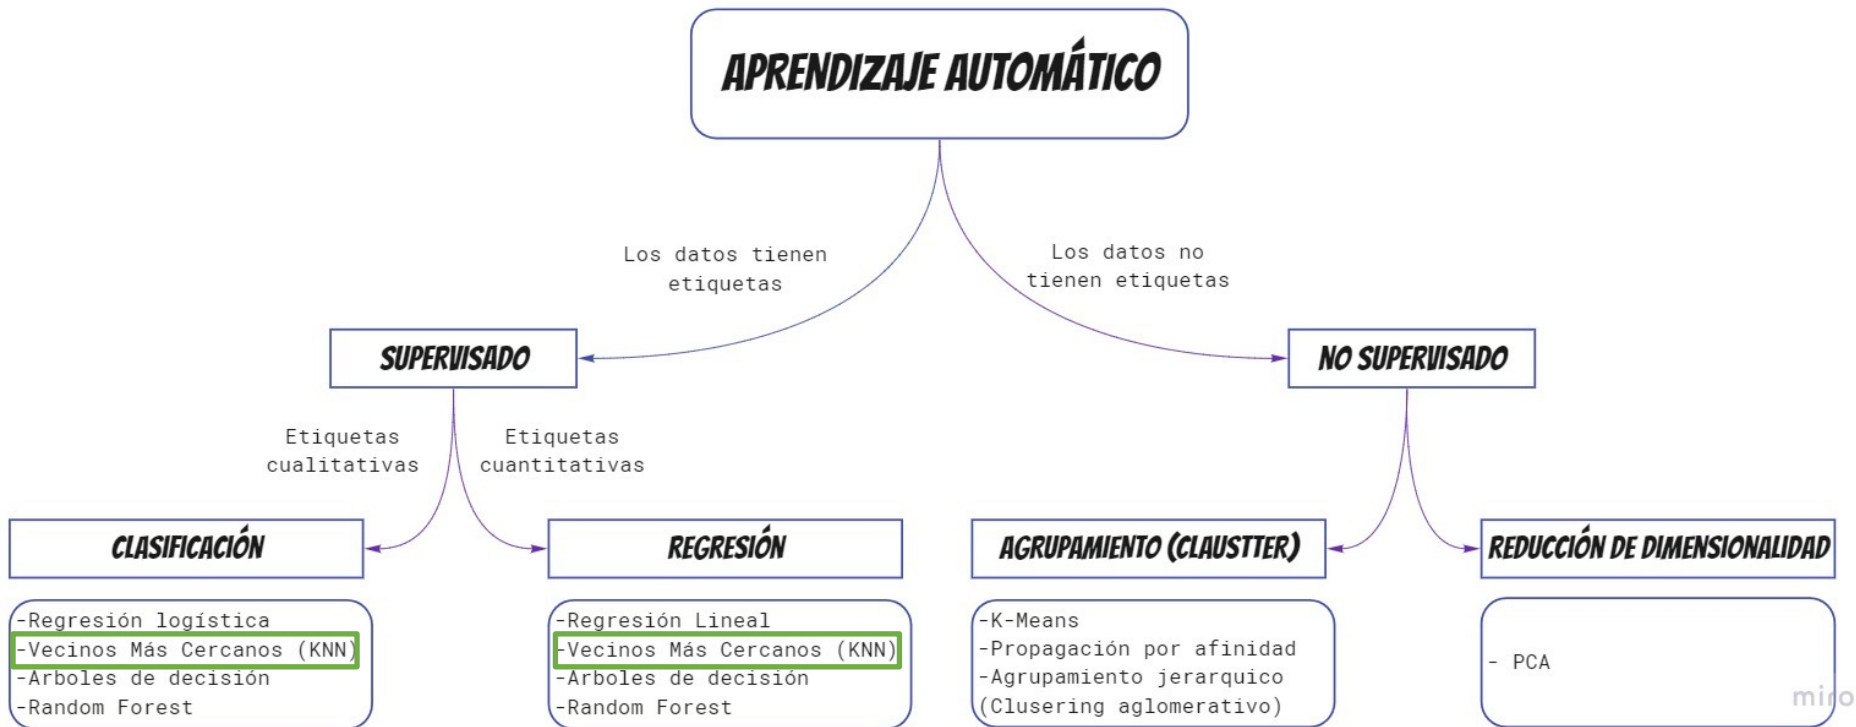 APRENDIZAJE AUTOMÁTICO
Los datos tienen
etiquetas
Los datos no
tienen etiquetas
SUPERVISADO
NO SUPERVISADO
Etiquetas
cualitativas
Etiquetas
cuantitativas
CLASIFICACIÓN
REGRESIÓN
AGRUPAMIENTO (CLAUSTTER)
REDUCCIÓN DE DIMENSIONALIDAD
-Regresión logística
-Vecinos Más Cercanos (KNN)
-Arboles de decisión
-Random Forest
-Regresión Lineal
-Vecinos Más Cercanos (KNN)
-Arboles de decisión
-Random Forest
-K-Means
-Propagación por afinidad
-Agrupamiento jerarquico
(Clusering aglomerativo)
- PCA
miro